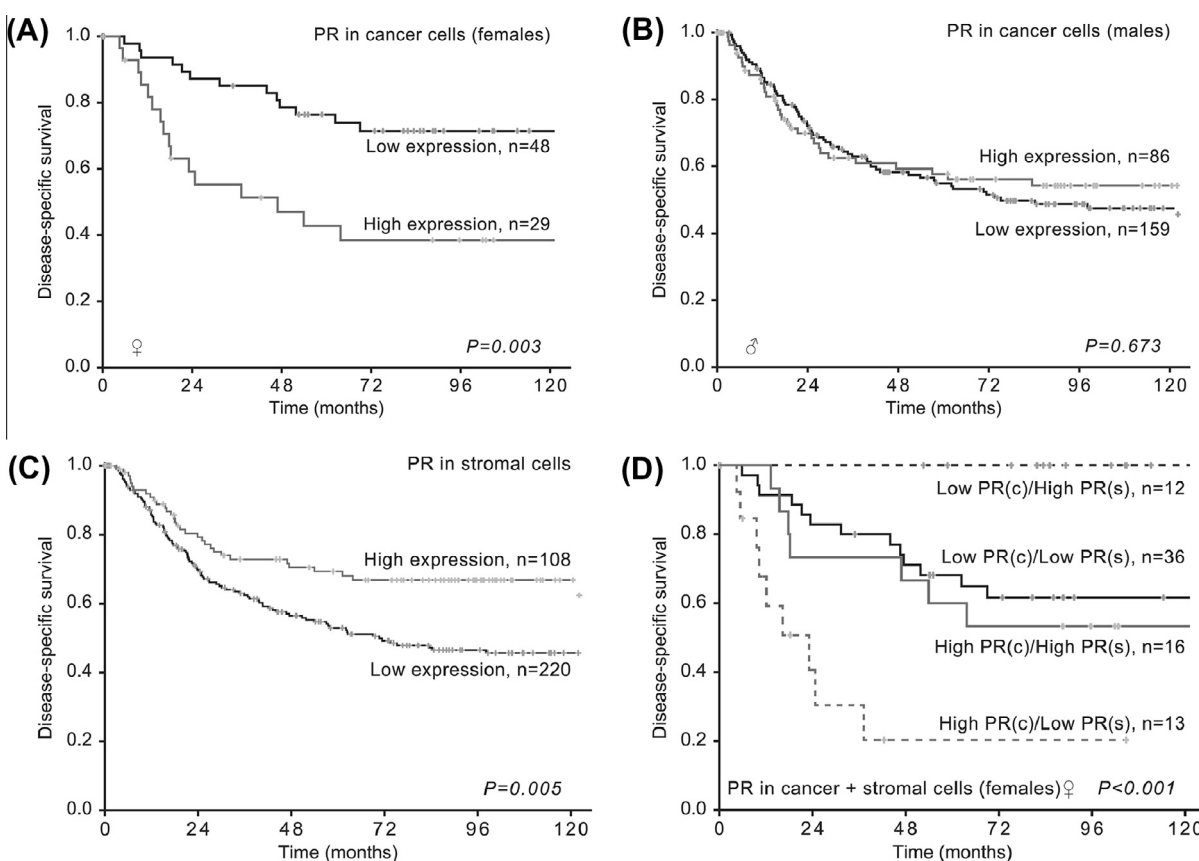 (A)
PR in cancer cells (females)
Disease-specific survival
1.0
0.8
0.6
0.4
0.2
0.0
Low expression, n=48
High expression, n=29
♀
P=0.003
0 24 48 72 96 120
Time (months)
(B)
PR in cancer cells (males)
Disease-specific survival
1.0
0.8
0.6
0.4
0.2
0.0
High expression, n=86
Low expression, n=159
♂
P=0.673
0 24 48 72 96 120
Time (months)
(C)
PR in stromal cells
Disease-specific survival
1.0
0.8
0.6
0.4
0.2
0.0
High expression, n=108
Low expression, n=220
P=0.005
0 24 48 72 96 120
Time (months)
(D)
Disease-specific survival
1.0
0.8
0.6
0.4
0.2
0.0
Low PR(c)/High PR(s), n=12
Low PR(c)/Low PR(s), n=36
High PR(c)/High PR(s), n=16
High PR(c)/Low PR(s), n=13
PR in cancer + stromal cells (females)♀ P<0.001
0 24 48 72 96 120
Time (months)